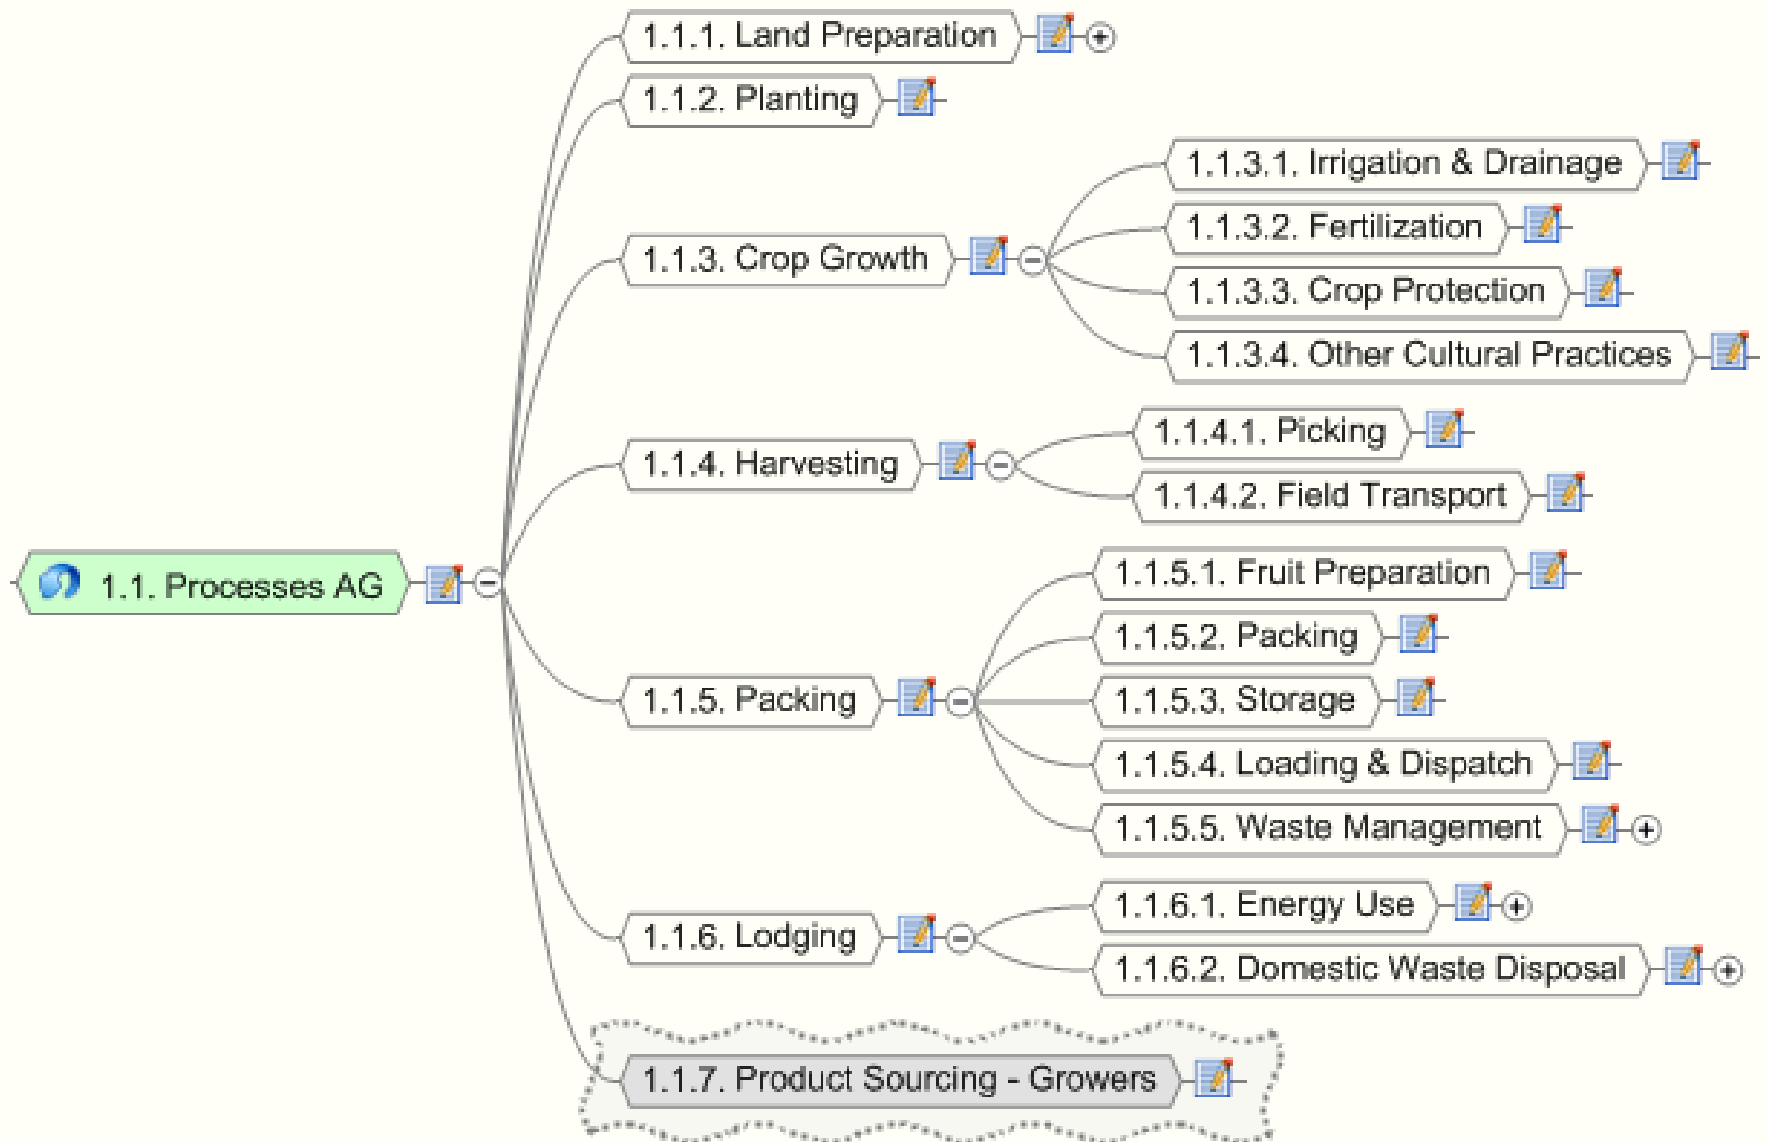 1.1. Processes AG
1.1.1. Land Preparation
1.1.2. Planting
1.1.3. Crop Growth
1.1.3.1. Irrigation & Drainage
1.1.3.2. Fertilization
1.1.3.3. Crop Protection
1.1.3.4. Other Cultural Practices
1.1.4. Harvesting
1.1.4.1. Picking
1.1.4.2. Field Transport
1.1.5. Packing
1.1.5.1. Fruit Preparation
1.1.5.2. Packing
1.1.5.3. Storage
1.1.5.4. Loading & Dispatch
1.1.5.5. Waste Management
1.1.6. Lodging
1.1.6.1. Energy Use
1.1.6.2. Domestic Waste Disposal
1.1.7. Product Sourcing - Growers